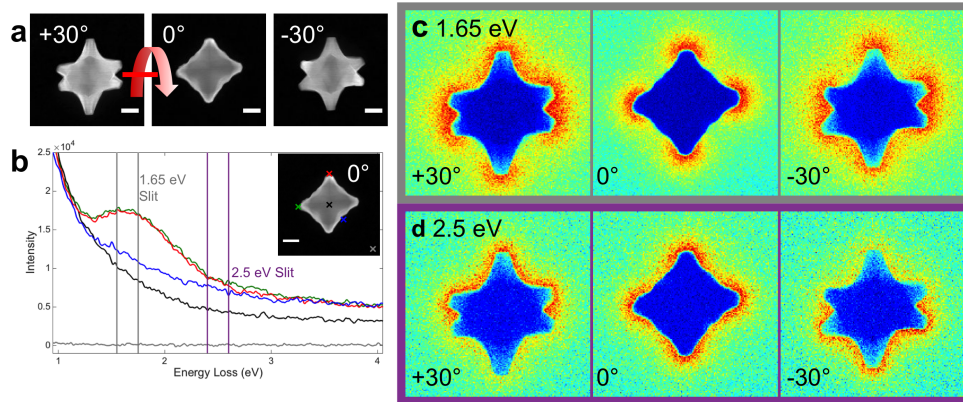 a
+30°
0°
-30°
b
2.5
2
1.5
1
0.5
0
x 10⁴
1.65 eV
Slit
2.5 eV Slit
0°
Intensity
1
2
3
4
Energy Loss (eV)
c 1.65 eV
+30°
0°
-30°
d 2.5 eV
+30°
0°
-30°